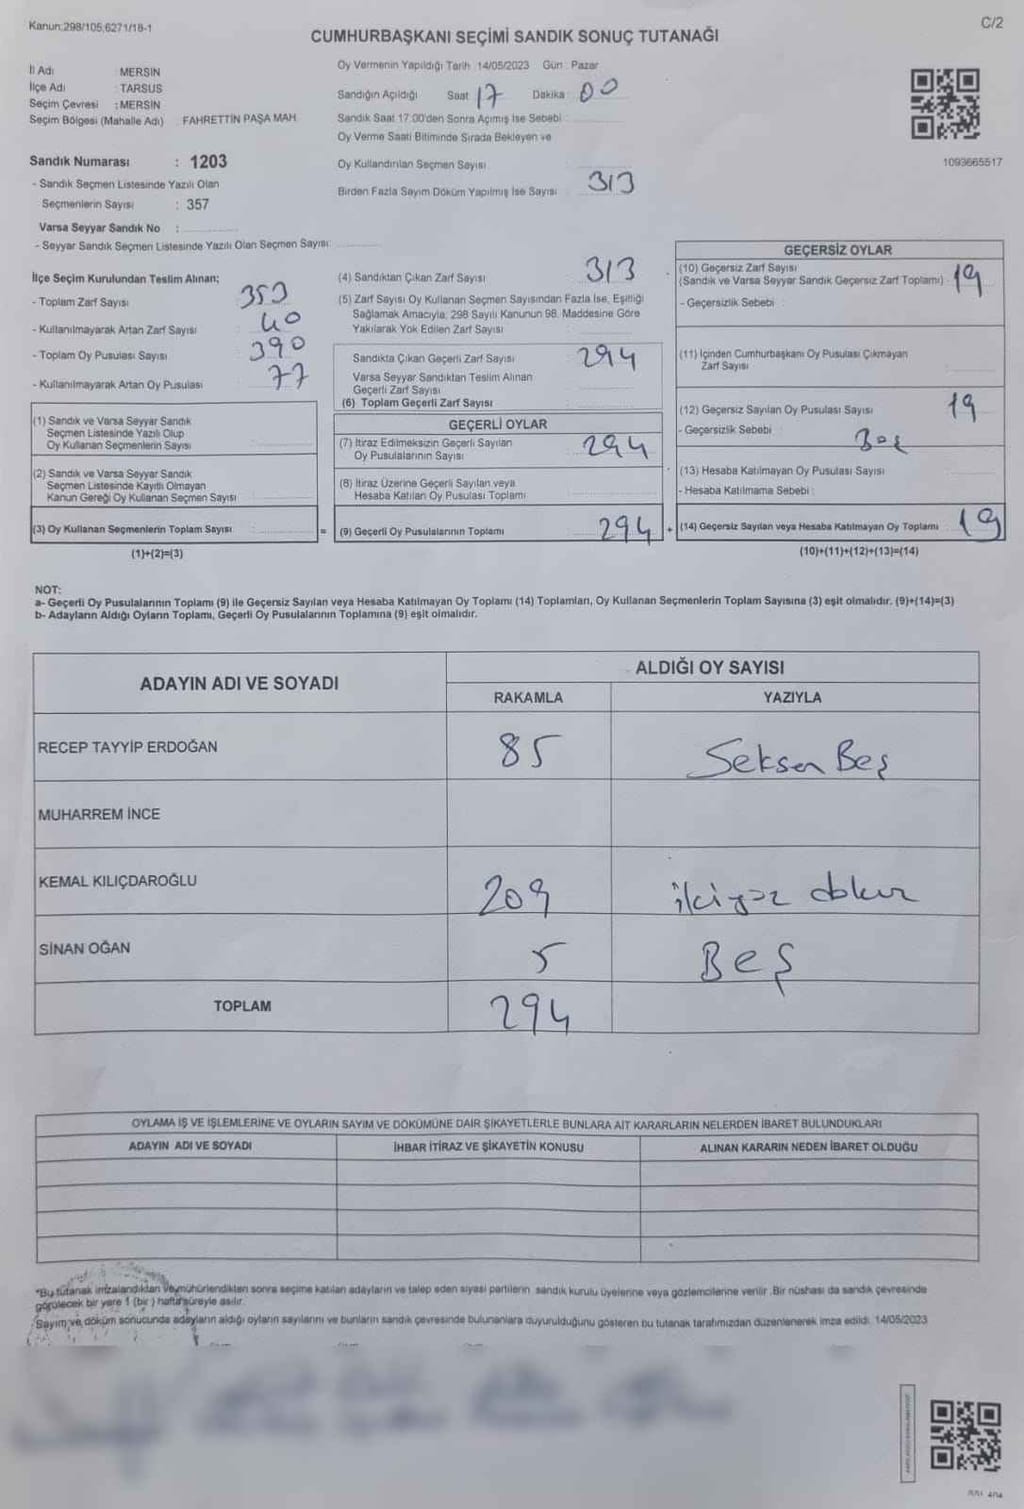 Kanun:298/105,6271/18-1
C/2
CUMHURBAŞKANI SEÇİMİ SANDIK SONUÇ TUTANAĞI
İl Adı : MERSİN
İlçe Adı : TARSUS
Seçim Çevresi : MERSİN
Seçim Bölgesi (Mahalle Adı) : FAHRETTİN PAŞA MAH.
Oy Vermenin Yapıldığı Tarih : 14/05/2023 Gün : Pazar
Sandığın Açıldığı Saat 17 Dakika : 00
Sandık Saat 17.00'den Sonra Açımış İse Sebebi :
Oy Verme Saati Bitiminde Sırada Bekleyen ve
Oy Kullandırılan Seçmen Sayısı :
Birden Fazla Sayım Döküm Yapılmış İse Sayısı : 313
1093665517
Sandık Numarası : 1203
- Sandık Seçmen Listesinde Yazılı Olan
Seçmenlerin Sayısı : 357
Varsa Seyyar Sandık No :
- Seyyar Sandık Seçmen Listesinde Yazılı Olan Seçmen Sayısı:
İlçe Seçim Kurulundan Teslim Alınan;
- Toplam Zarf Sayısı 353
- Kullanılmayarak Artan Zarf Sayısı 40
- Toplam Oy Pusulası Sayısı 390
- Kullanılmayarak Artan Oy Pusulası 77
(1) Sandık ve Varsa Seyyar Sandık
Seçmen Listesinde Yazılı Olup
Oy Kullanan Seçmenlerin Sayısı
(2) Sandık ve Varsa Seyyar Sandık
Seçmen Listesinde Kayıtlı Olmayan
Kanun Gereği Oy Kullanan Seçmen Sayısı
(3) Oy Kullanan Seçmenlerin Toplam Sayısı =
(1)+(2)=(3)
(4) Sandıktan Çıkan Zarf Sayısı 313
(5) Zarf Sayısı Oy Kullanan Seçmen Sayısından Fazla İse, Eşitliği
Sağlamak Amacıyla, 298 Sayılı Kanunun 98. Maddesine Göre
Yakılarak Yok Edilen Zarf Sayısı
Sandıkta Çıkan Geçerli Zarf Sayısı 294
Varsa Seyyar Sandıktan Teslim Alınan
Geçerli Zarf Sayısı
(6) Toplam Geçerli Zarf Sayısı
GEÇERLİ OYLAR
(7) İtiraz Edilmeksizin Geçerli Sayılan
Oy Pusulalarının Sayısı 294
(8) İtiraz Üzerine Geçerli Sayılan veya
Hesaba Katılan Oy Pusulası Toplamı
(9) Geçerli Oy Pusulalarının Toplamı 294 +
GEÇERSİZ OYLAR
(10) Geçersiz Zarf Sayısı
(Sandık ve Varsa Seyyar Sandık Geçersiz Zarf Toplamı) 19
- Geçersizlik Sebebi :
(11) İçinden Cumhurbaşkanı Oy Pusulası Çıkmayan
Zarf Sayısı
(12) Geçersiz Sayılan Oy Pusulası Sayısı 19
- Geçersizlik Sebebi : Boş
(13) Hesaba Katılmayan Oy Pusulası Sayısı
- Hesaba Katılmama Sebebi :
(14) Geçersiz Sayılan veya Hesaba Katılmayan Oy Toplamı 19
(10)+(11)+(12)+(13)=(14)
NOT:
a- Geçerli Oy Pusulalarının Toplamı (9) ile Geçersiz Sayılan veya Hesaba Katılmayan Oy Toplamı (14) Toplamları, Oy Kullanan Seçmenlerin Toplam Sayısına (3) eşit olmalıdır. (9)+(14)=(3)
b- Adayların Aldığı Oyların Toplamı, Geçerli Oy Pusulalarının Toplamına (9) eşit olmalıdır.
ADAYIN ADI VE SOYADI
ALDIĞI OY SAYISI
RAKAMLA YAZIYLA
RECEP TAYYİP ERDOĞAN 85 Seksen Beş
MUHARREM İNCE
KEMAL KILIÇDAROĞLU 209 ikiyüz dokuz
SİNAN OĞAN 5 Beş
TOPLAM 294
OYLAMA İŞ VE İŞLEMLERİNE VE OYLARIN SAYIM VE DÖKÜMÜNE DAİR ŞİKAYETLERLE BUNLARA AİT KARARLARIN NELERDEN İBARET BULUNDUKLARI
ADAYIN ADI VE SOYADI İHBAR İTİRAZ VE ŞİKAYETİN KONUSU ALINAN KARARIN NEDEN İBARET OLDUĞU
*Bu tutanak imzalandıktan ve mühürlendikten sonra seçime katılan adayların ve talep eden siyasi partilerin sandık kurulu üyelerine veya gözlemcilerine verilir. Bir nüshası da sandık çevresinde
görülecek bir yere 1 (bir) hafta süreyle asılır.
Sayım ve döküm sonucunda adayların aldığı oyların sayılarını ve bunların sandık çevresinde bulunanlara duyurulduğunu gösteren bu tutanak tarafımızdan düzenlenerek imza edildi. 14/05/2023